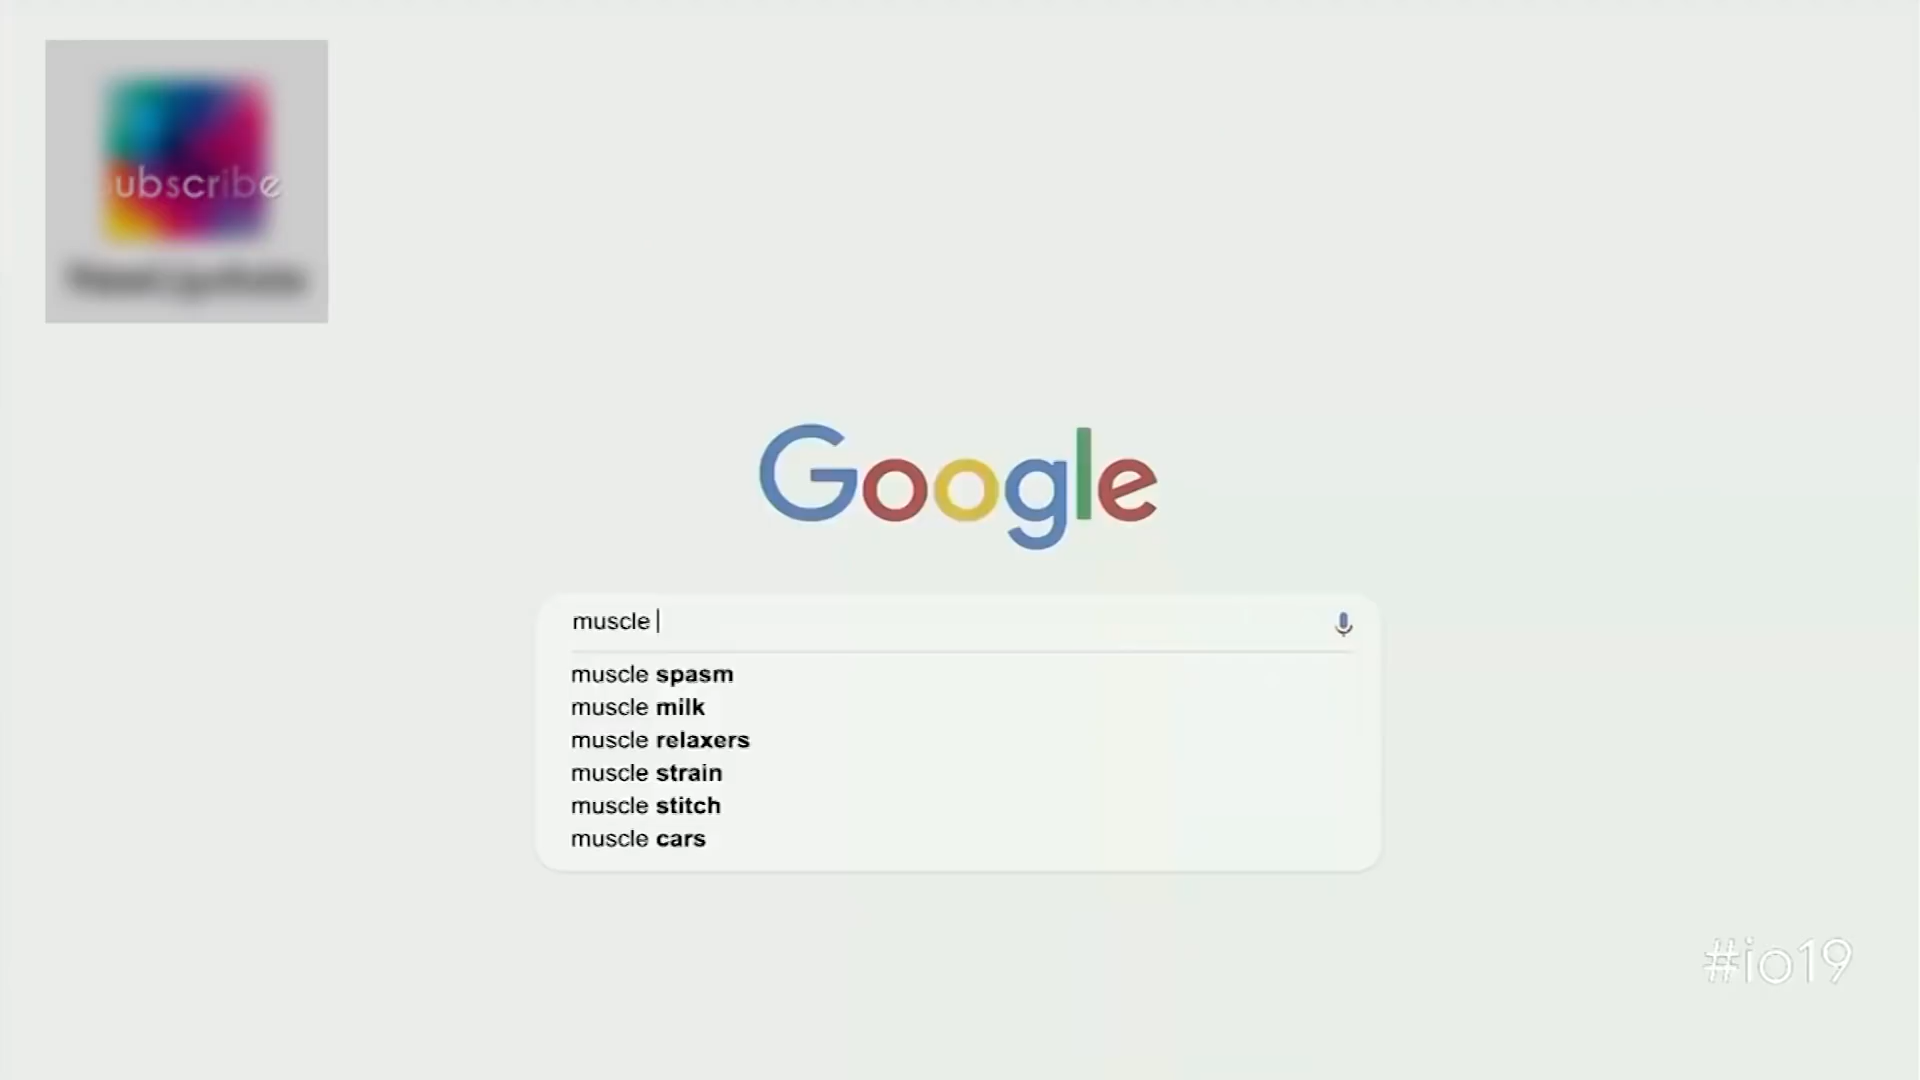 ubscribe
Google
muscle
muscle spasm
muscle milk
muscle relaxers
muscle strain
muscle stitch
muscle cars
#io19